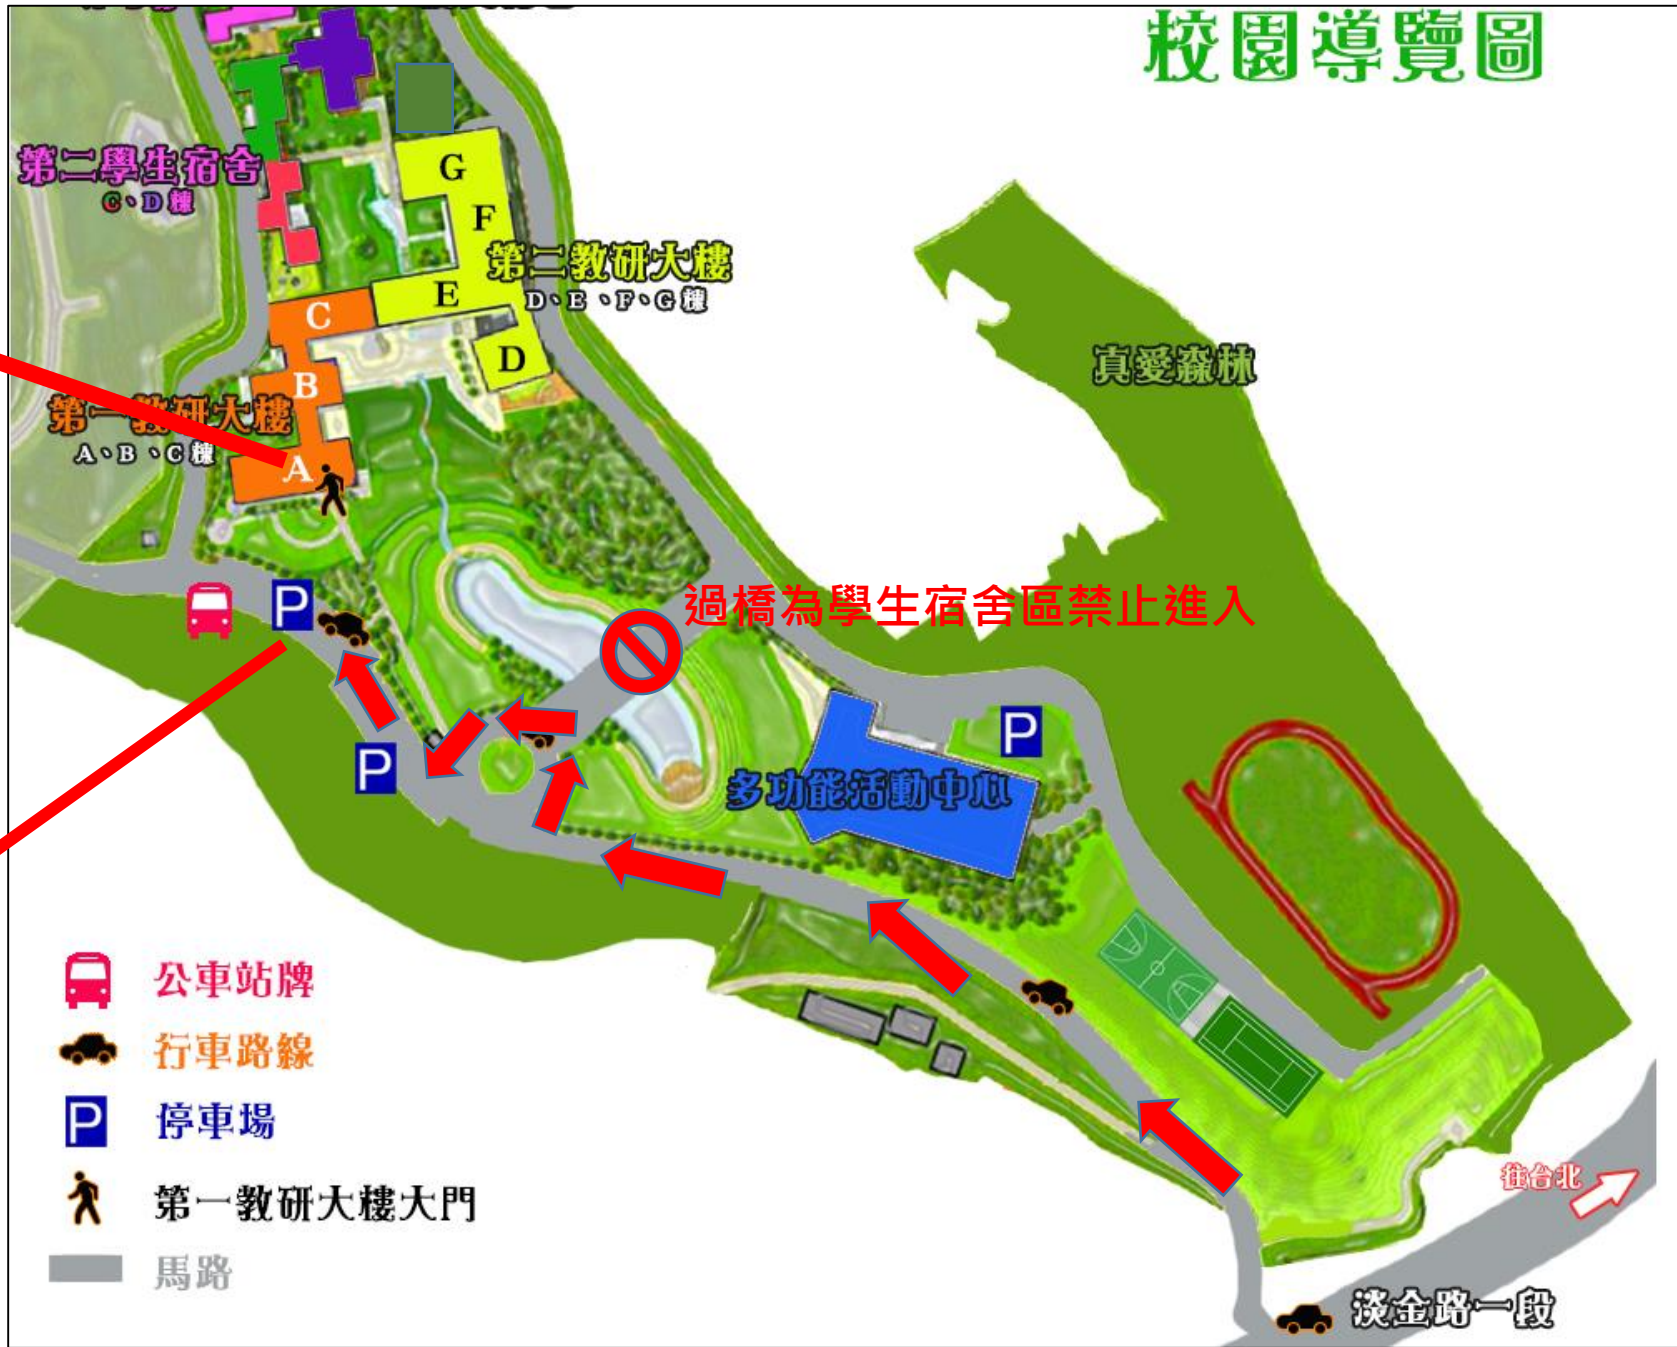 校園導覽圖
第二學生宿舍
C、D棟
G
F
第二教研大樓
D、E、F、G棟
E
C
D
B
真愛森林
第一教研大樓
A、B、C棟
A
過橋為學生宿舍區禁止進入
P
P
P
多功能活動中心
公車站牌
行車路線
P 停車場
第一教研大樓大門
馬路
往台北
淡金路一段